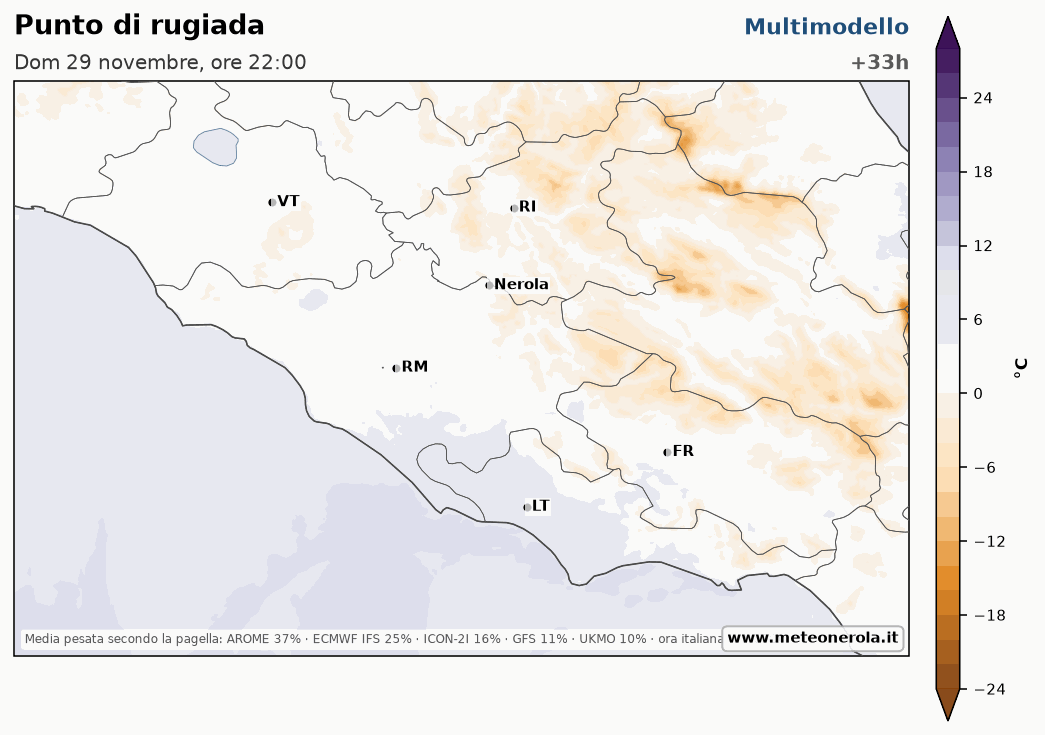 Punto di rugiada
Multimodello
Dom 29 novembre, ore 22:00
+33h
VT
RI
Nerola
RM
FR
LT
24
18
12
6
0
−6
−12
−18
−24
°C
Media pesata secondo la pagella: AROME 37% · ECMWF IFS 25% · ICON-2I 16% · GFS 11% · UKMO 10% · ora italiana
www.meteonerola.it